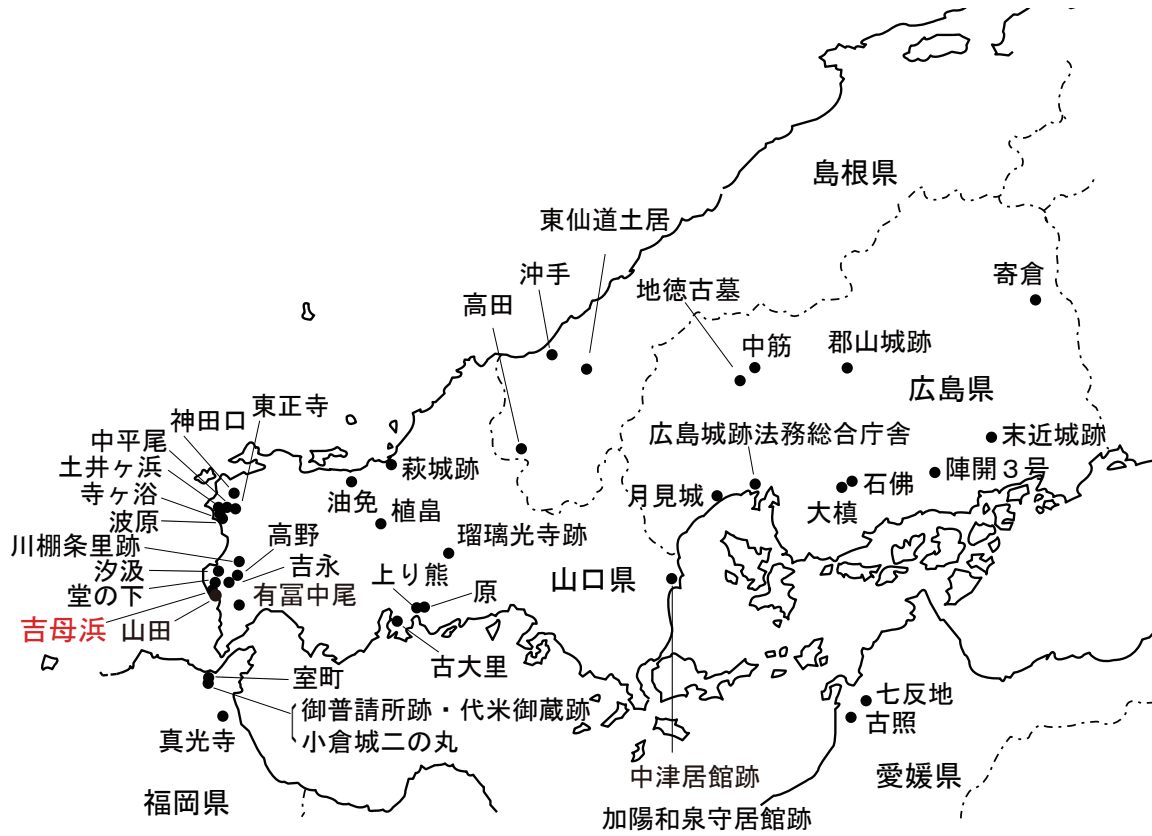 島根県
東仙道土居
沖手
高田
地徳古墓
寄倉
中筋
郡山城跡
広島県
神田口
東正寺
中平尾
土井ヶ浜
寺ヶ浴
波原
川棚条里跡
汐汲
堂の下
吉母浜
山田
高野
吉永
有冨中尾
萩城跡
油免
植畠
瑠璃光寺跡
上り熊
原
古大里
山口県
広島城跡法務総合庁舎
月見城
末近城跡
陣開３号
石佛
大槙
室町
御普請所跡・代米御蔵跡
小倉城二の丸
真光寺
福岡県
七反地
古照
愛媛県
中津居館跡
加陽和泉守居館跡